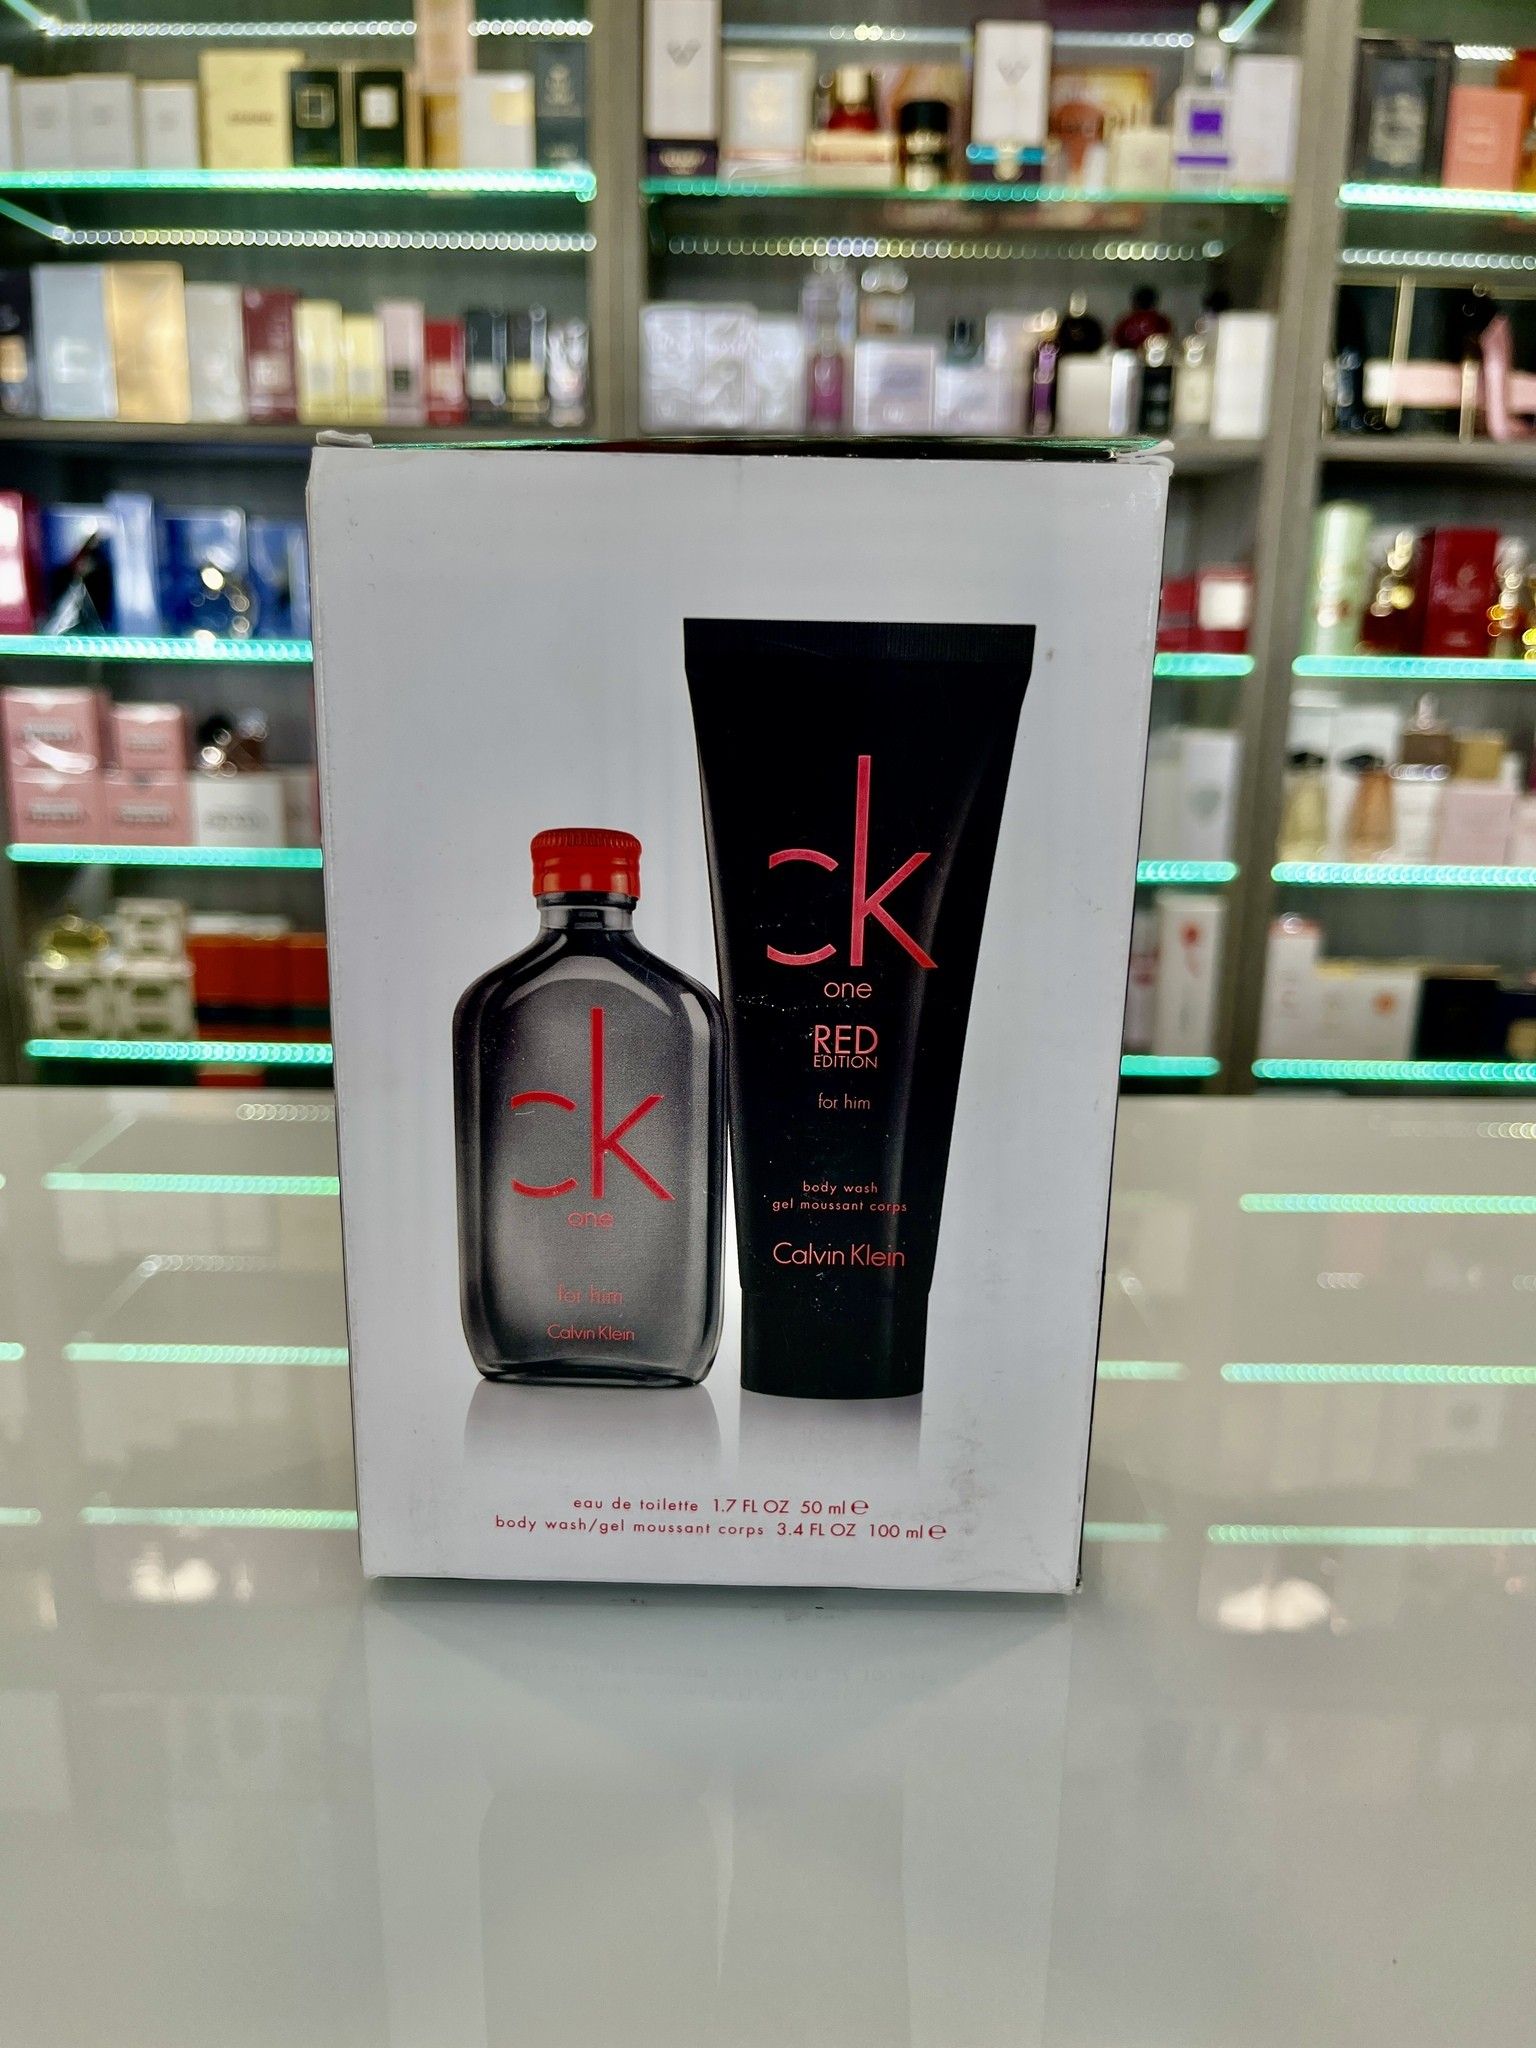 ck
one
for him
Calvin Klein
ck
one
RED
EDITION
for him
body wash
gel moussant corps
Calvin Klein
eau de toilette 1.7 FL OZ 50 ml ℮
body wash/gel moussant corps 3.4 FL OZ 100 ml ℮